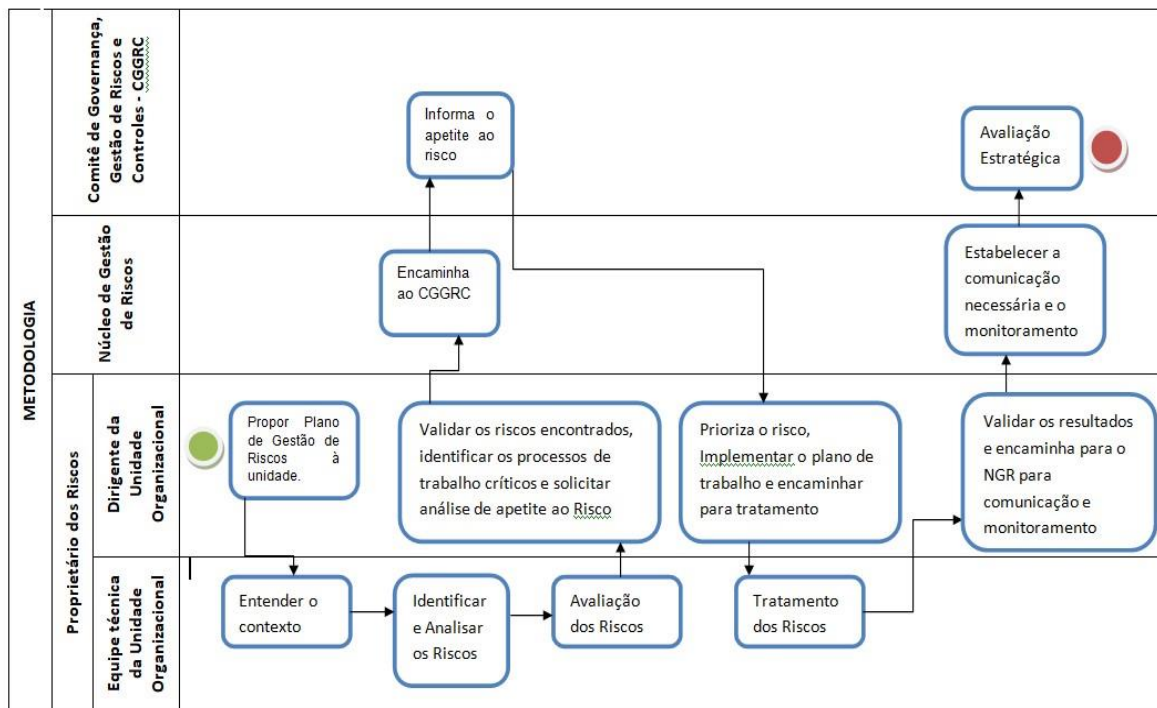 METODOLOGIA
Comitê de Governança,
Gestão de Riscos e
Controles - CGGRC
Informa o
apetite ao
risco
Avaliação
Estratégica
Núcleo de Gestão
de Riscos
Encaminha
ao CGGRC
Estabelecer a
comunicação
necessária e o
monitoramento
Proprietário dos Riscos
Dirigente da
Unidade
Organizacional
Propor Plano
de Gestão de
Riscos à
unidade.
Validar os riscos encontrados,
identificar os processos de
trabalho críticos e solicitar
análise de apetite ao Risco
Prioriza o risco,
Implementar o plano de
trabalho e encaminhar
para tratamento
Validar os resultados
e encaminha para o
NGR para
comunicação e
monitoramento
Equipe técnica
da Unidade
Organizacional
Entender o
contexto
Identificar
e Analisar
os Riscos
Avaliação
dos Riscos
Tratamento
dos Riscos